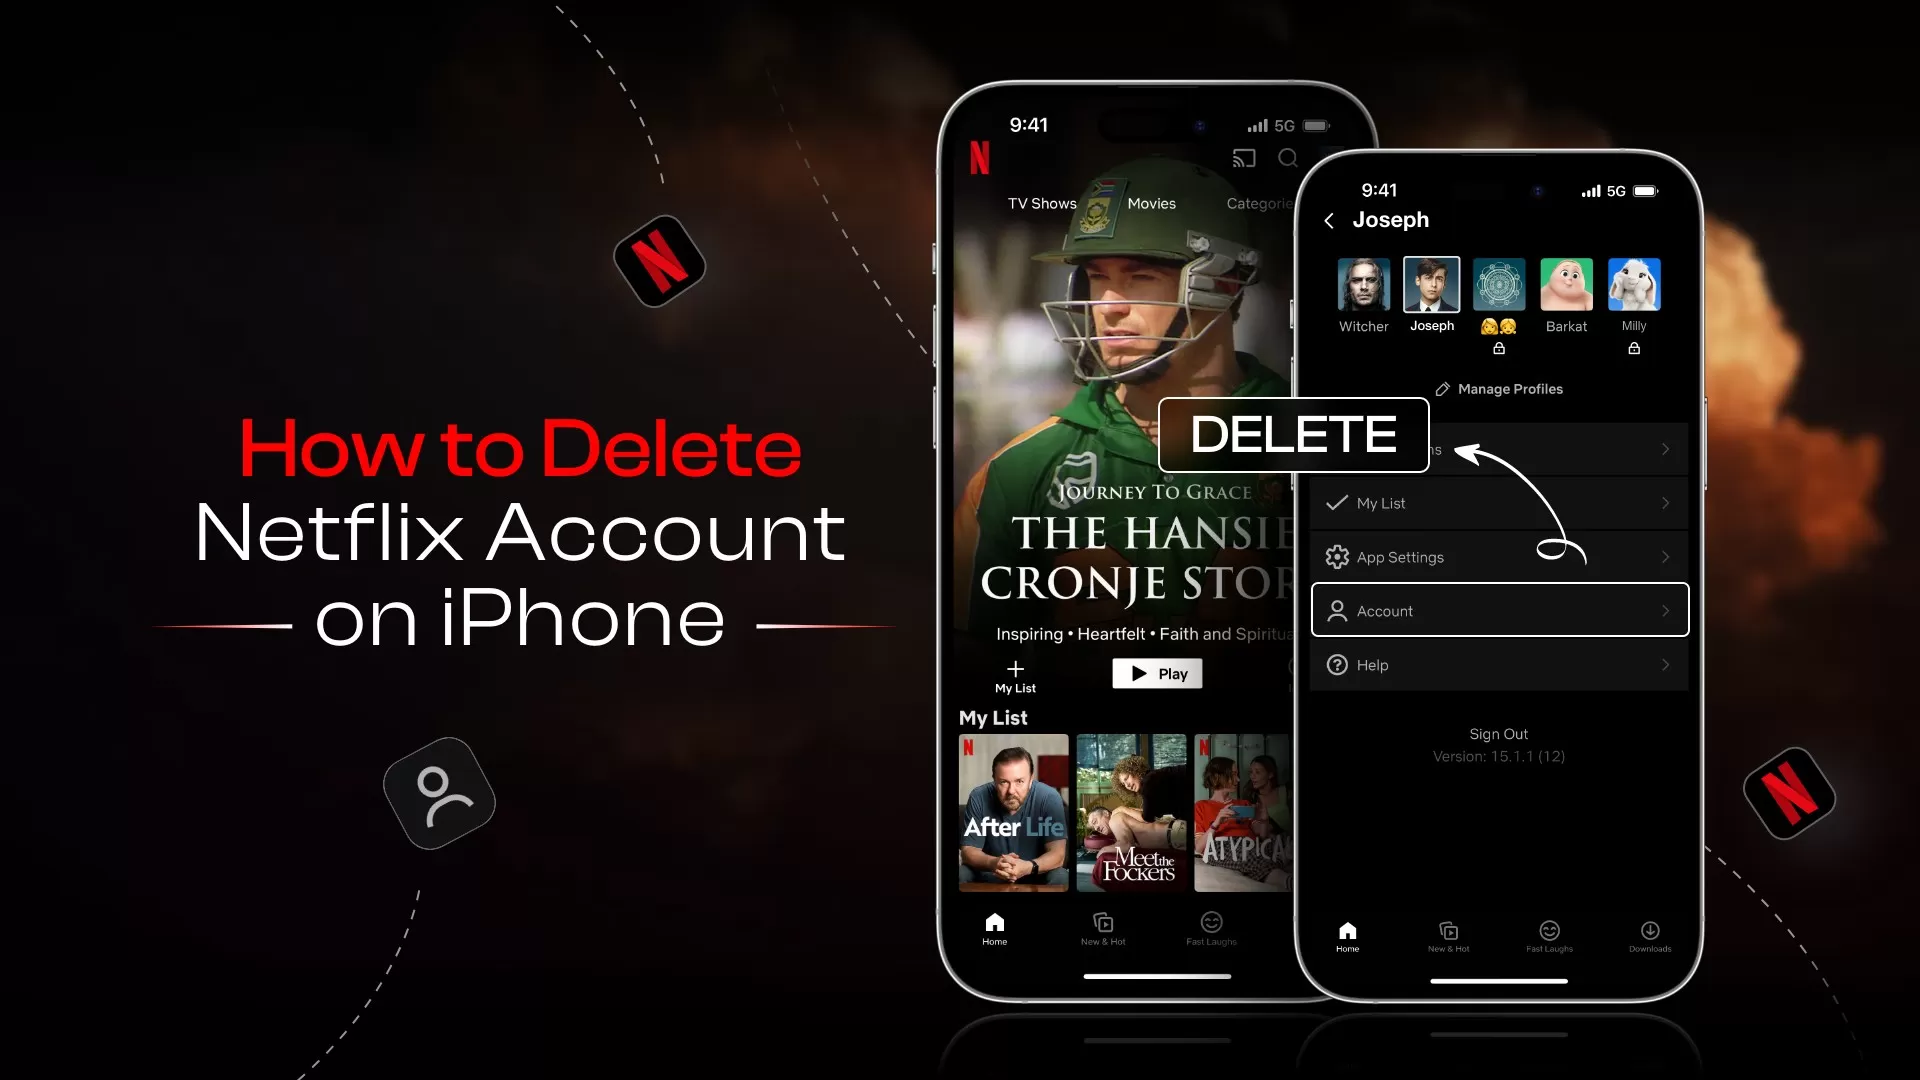 How to Delete
Netflix Account
on iPhone
9:41
5G
N
TV Shows
Movies
Categorie
JOURNEY TO GRACE
THE HANSIE
CRONJE STOR
Inspiring • Heartfelt • Faith and Spiritua
My List
Play
My List
N
After Life
Meet the
Fockers
N
ATYPICA
Home
New & Hot
Fast Laughs
DELETE
9:41
5G
Joseph
Witcher
Joseph
Barkat
Milly
Manage Profiles
ns
My List
App Settings
Account
Help
Sign Out
Version: 15.1.1 (12)
Home
New & Hot
Fast Laughs
Downloads
N
N